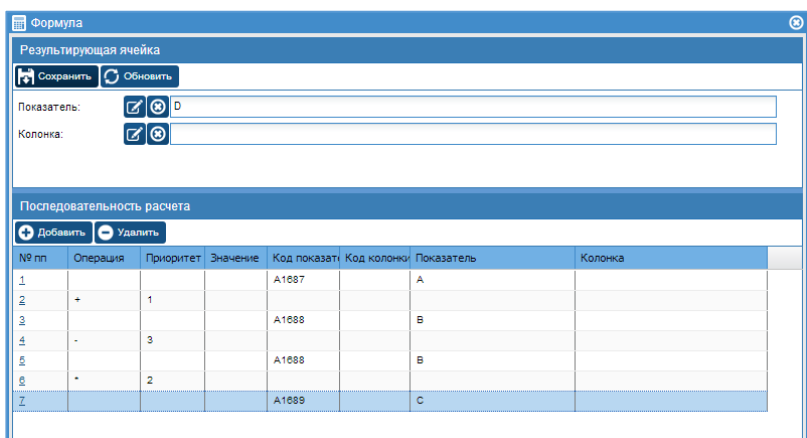 Формула
Результирующая ячейка
Сохранить Обновить
Показатель: D
Колонка:
Последовательность расчета
Добавить Удалить
№ пп Операция Приоритет Значение Код показат Код колонки Показатель Колонка
1 A1687 A
2 + 1
3 A1688 B
4 - 3
5 A1688 B
6 * 2
7 A1689 C